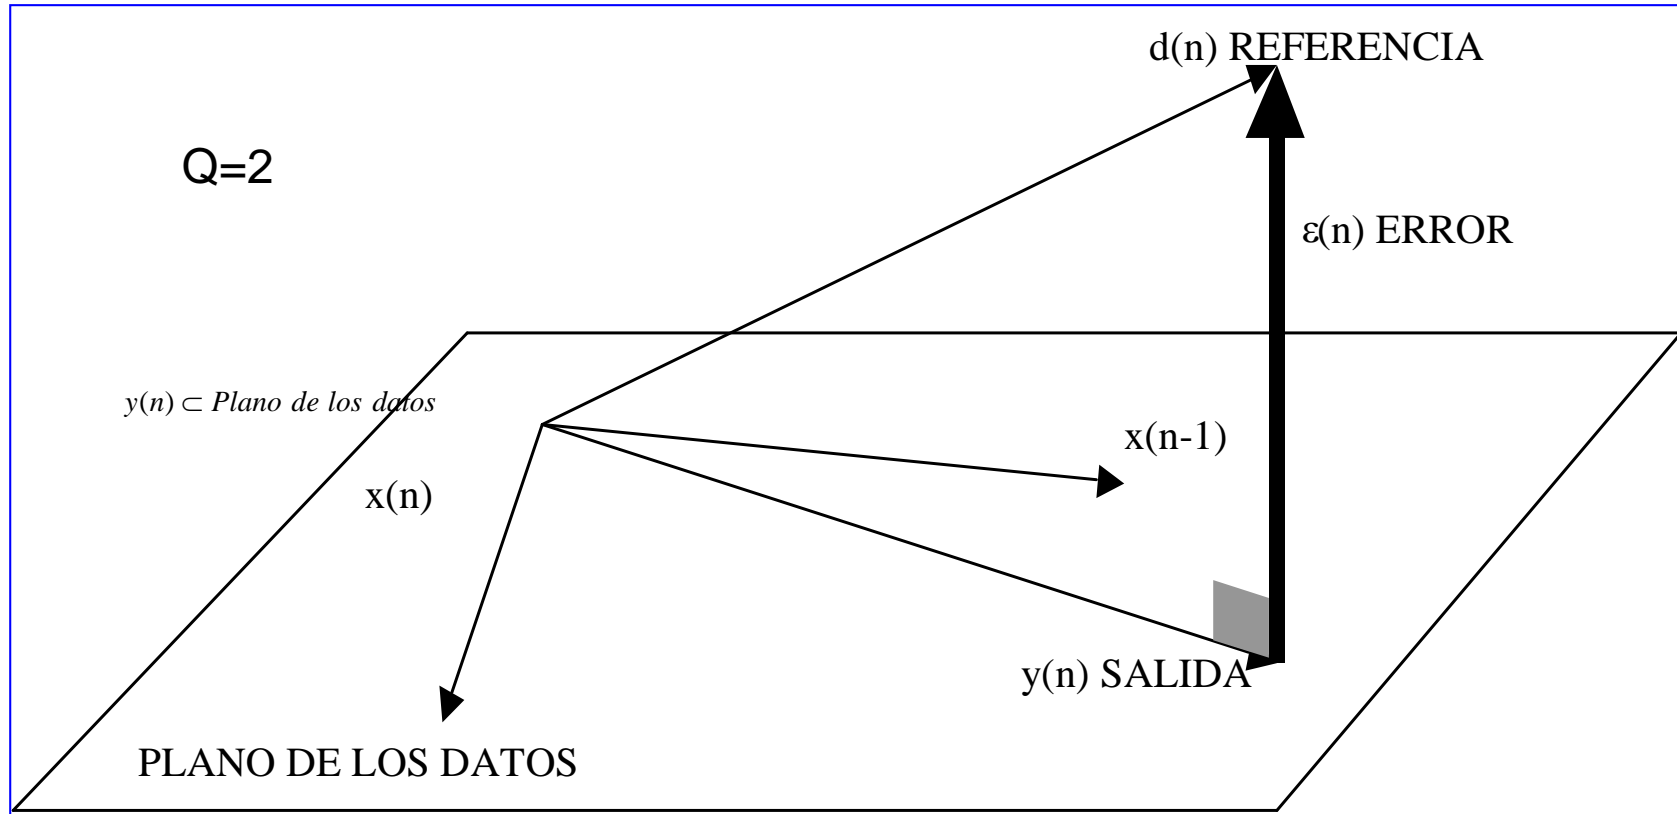 d(n) REFERENCIA
Q=2
ε(n) ERROR
y(n) ⊂ Plano de los datos
x(n-1)
x(n)
y(n) SALIDA
PLANO DE LOS DATOS